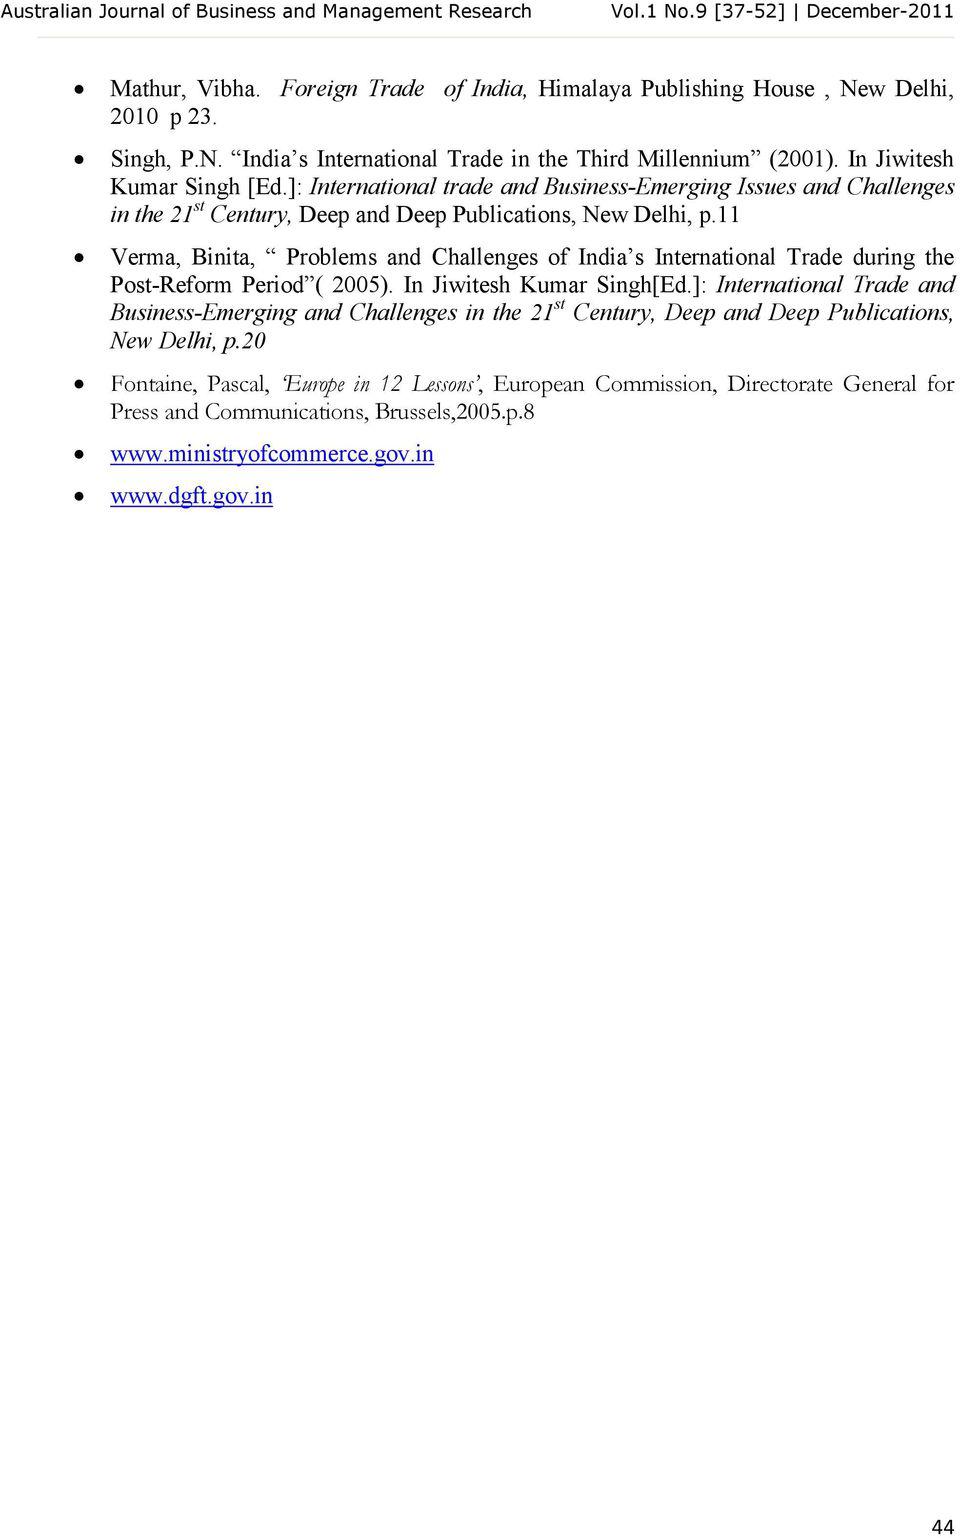 Australian Journal of Business and Management Research Vol.1 No.9 [37-52] | December-2011
• Mathur, Vibha. Foreign Trade of India, Himalaya Publishing House , New Delhi,
2010 p 23.
• Singh, P.N. “India s International Trade in the Third Millennium” (2001). In Jiwitesh
Kumar Singh [Ed.]: International trade and Business-Emerging Issues and Challenges
in the 21st Century, Deep and Deep Publications, New Delhi, p.11
• Verma, Binita, “ Problems and Challenges of India s International Trade during the
Post-Reform Period” ( 2005). In Jiwitesh Kumar Singh[Ed.]: International Trade and
Business-Emerging and Challenges in the 21st Century, Deep and Deep Publications,
New Delhi, p.20
• Fontaine, Pascal, ‘Europe in 12 Lessons’, European Commission, Directorate General for
Press and Communications, Brussels,2005.p.8
• www.ministryofcommerce.gov.in
• www.dgft.gov.in
44